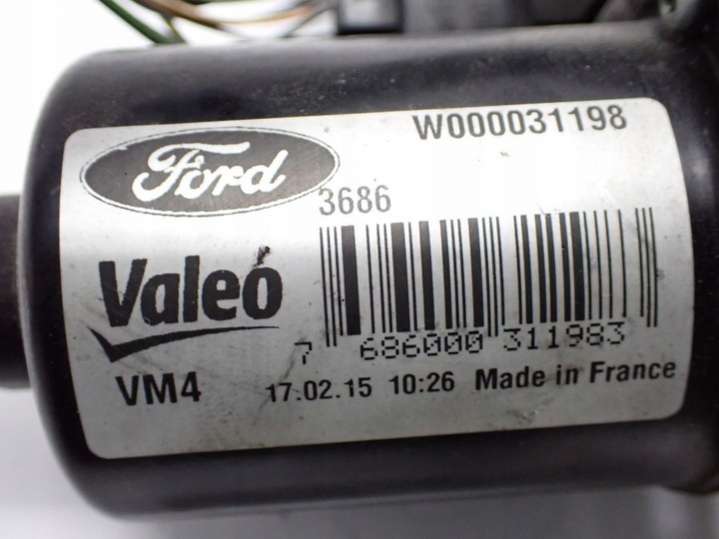 W000031198
Ford
3686
Valeo
7 686000 311983
VM4 17.02.15 10:26 Made in France